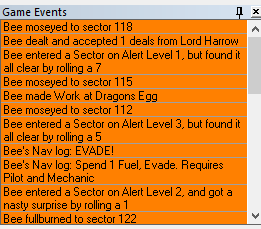 Game Events
Bee moseyed to sector 118
Bee dealt and accepted 1 deals from Lord Harrow
Bee entered a Sector on Alert Level 1, but found it
all clear by rolling a 7
Bee moseyed to sector 115
Bee made Work at Dragons Egg
Bee moseyed to sector 112
Bee entered a Sector on Alert Level 3, but found it
all clear by rolling a 5
Bee's Nav log: EVADE!
Bee's Nav log: Spend 1 Fuel, Evade. Requires
Pilot and Mechanic
Bee entered a Sector on Alert Level 2, and got a
nasty surprise by rolling a 1
Bee fullburned to sector 122